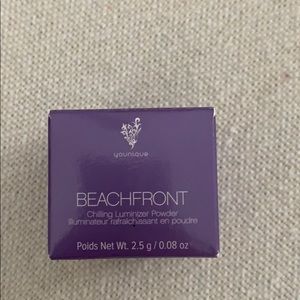 younique
BEACHFRONT
Chilling Luminizer Powder
Illuminateur rafraîchissant en poudre
Poids Net Wt. 2.5 g / 0.08 oz